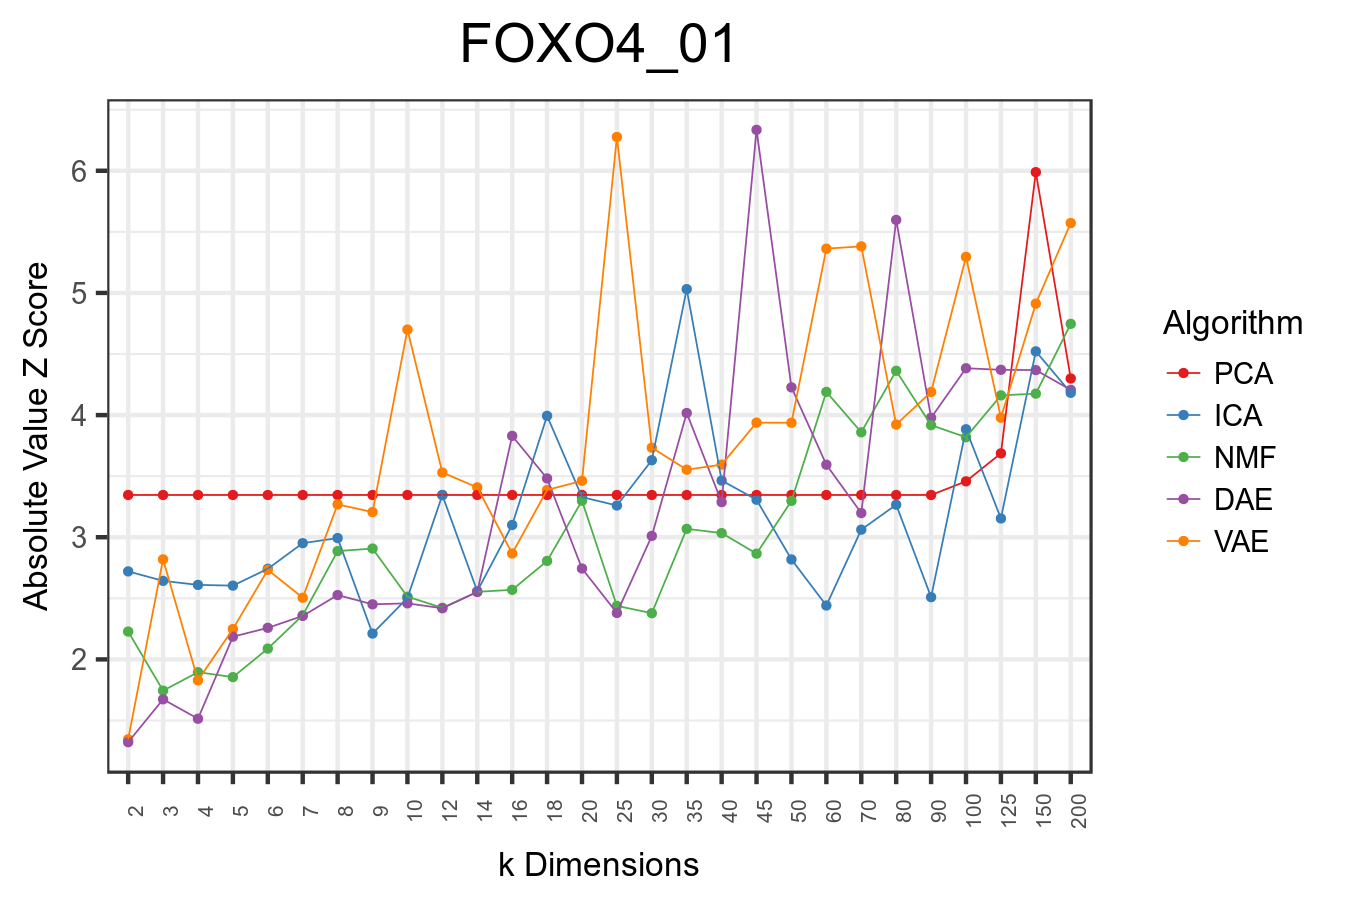 FOXO4_01
Absolute Value Z Score
6
5
4
3
2
2 3 4 5 6 7 8 9 10 12 14 16 18 20 25 30 35 40 45 50 60 70 80 90 100 125 150 200
k Dimensions
Algorithm
PCA
ICA
NMF
DAE
VAE